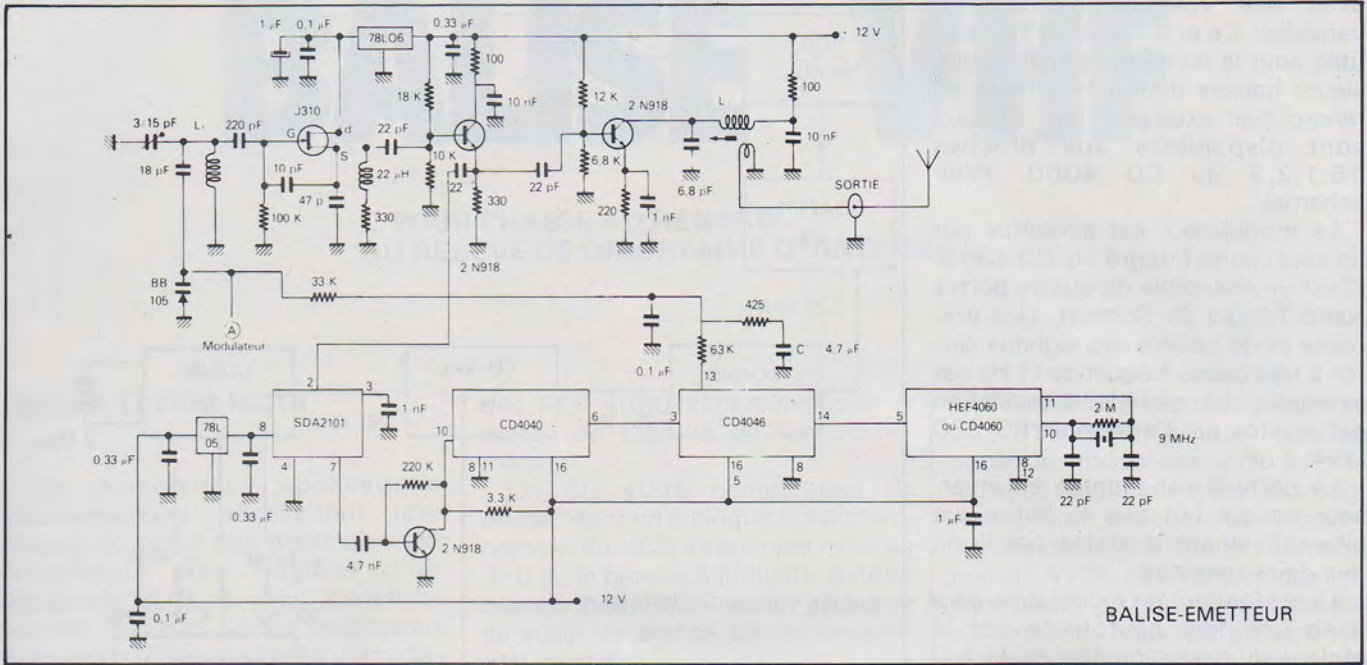 1 µF
0,1 µF
78LO6
0,33 µF
12 V
100
10 nF
18 K
12 K
2 N918
L
100
10 nF
3/15 pF
L₁
220 pF
J310
G
d
S
22 pF
18 pF
10 pF
47 p
22 µH
10 K
22
22 pF
6,8 K
6,8 pF
100 K
330
330
220
1 nF
SORTIE
2 N918
BB
105
33 K
A
Modulateur
425
0,1 µF
63 K
C
4,7 µF
13
2
3
1 nF
SDA2101
78L
05
8
0,33 µF
0,33 µF
4
7
10
CD4040
6
3
CD4046
14
5
HEF4060
ou CD4060
11
10
2 M
9 MHz
220 K
8
11
16
3,3 K
16
5
8
16
8
12
22 pF
22 pF
µF
4,7 nF
2 N918
12 V
0,1 µF
BALISE-EMETTEUR